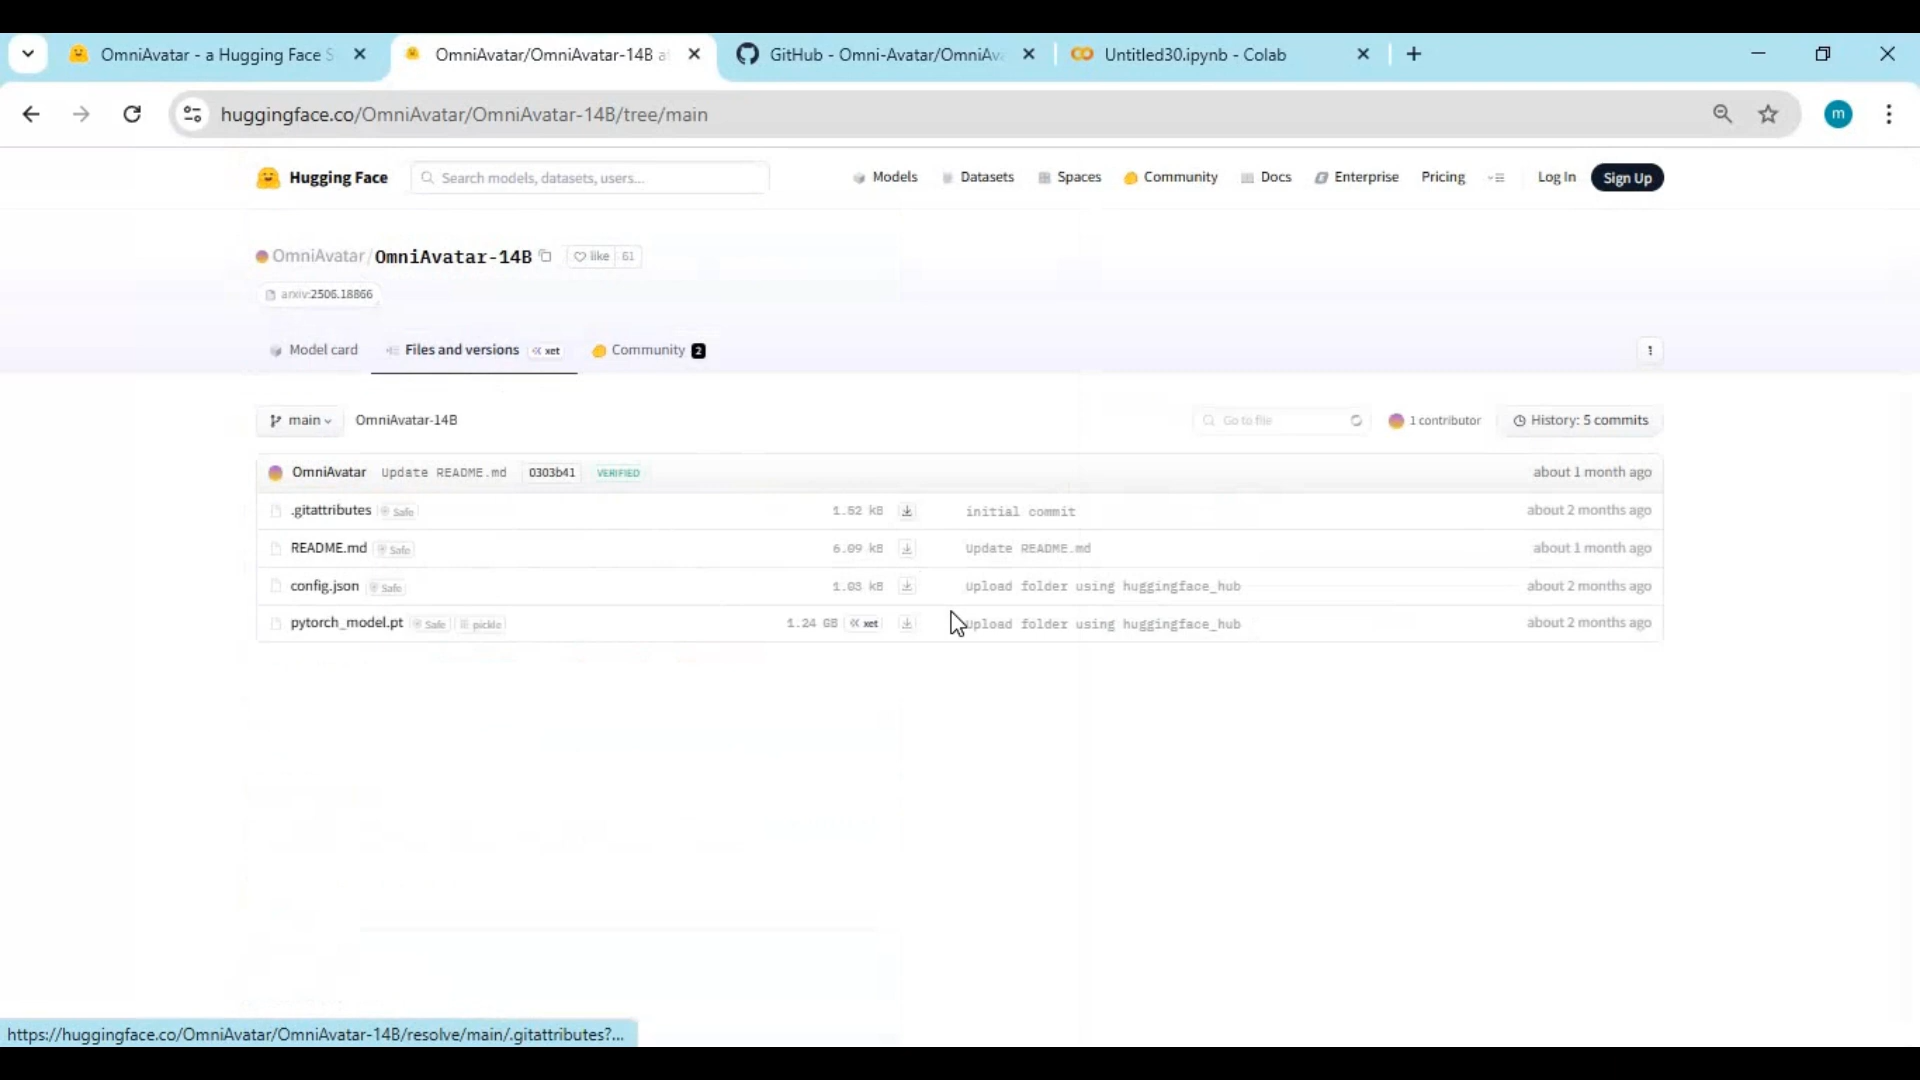 OmniAvatar - a Hugging Face S
OmniAvatar/OmniAvatar-14B at
GitHub - Omni-Avatar/OmniAva
Untitled30.ipynb - Colab
huggingface.co/OmniAvatar/OmniAvatar-14B/tree/main
m
Hugging Face
Search models, datasets, users...
Models
Datasets
Spaces
Community
Docs
Enterprise
Pricing
Log In
Sign Up
OmniAvatar/OmniAvatar-14B
like 61
arxiv:2506.18866
Model card
Files and versions
xet
Community 2
main
OmniAvatar-14B
Go to file
1 contributor
History: 5 commits
OmniAvatar Update README.md 0303b41 VERIFIED about 1 month ago
.gitattributes Safe 1.52 kB initial commit about 2 months ago
README.md Safe 6.09 kB Update README.md about 1 month ago
config.json Safe 1.03 kB Upload folder using huggingface_hub about 2 months ago
pytorch_model.pt Safe pickle 1.24 GB xet Upload folder using huggingface_hub about 2 months ago
https://huggingface.co/OmniAvatar/OmniAvatar-14B/resolve/main/.gitattributes?...